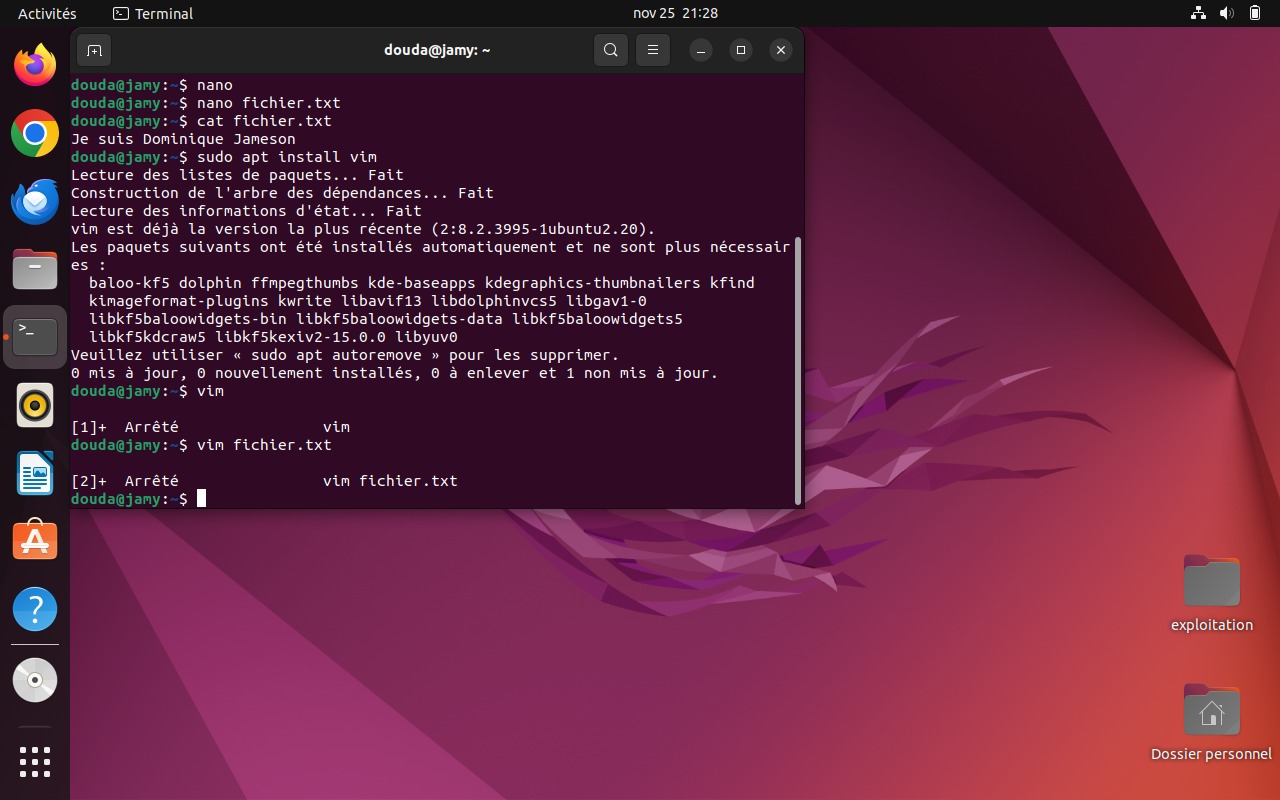 Activités
Terminal
nov 25 21:28
douda@jamy: ~
douda@jamy:~$ nano
douda@jamy:~$ nano fichier.txt
douda@jamy:~$ cat fichier.txt
Je suis Dominique Jameson
douda@jamy:~$ sudo apt install vim
Lecture des listes de paquets... Fait
Construction de l'arbre des dépendances... Fait
Lecture des informations d'état... Fait
vim est déjà la version la plus récente (2:8.2.3995-1ubuntu2.20).
Les paquets suivants ont été installés automatiquement et ne sont plus nécessair
es :
  baloo-kf5 dolphin ffmpegthumbs kde-baseapps kdegraphics-thumbnailers kfind
  kimageformat-plugins kwrite libavif13 libdolphinvcs5 libgav1-0
  libkf5baloowidgets-bin libkf5baloowidgets-data libkf5baloowidgets5
  libkf5kdcraw5 libkf5kexiv2-15.0.0 libyuv0
Veuillez utiliser « sudo apt autoremove » pour les supprimer.
0 mis à jour, 0 nouvellement installés, 0 à enlever et 1 non mis à jour.
douda@jamy:~$ vim
[1]+  Arrêté                vim
douda@jamy:~$ vim fichier.txt
[2]+  Arrêté                vim fichier.txt
douda@jamy:~$
exploitation
Dossier personnel